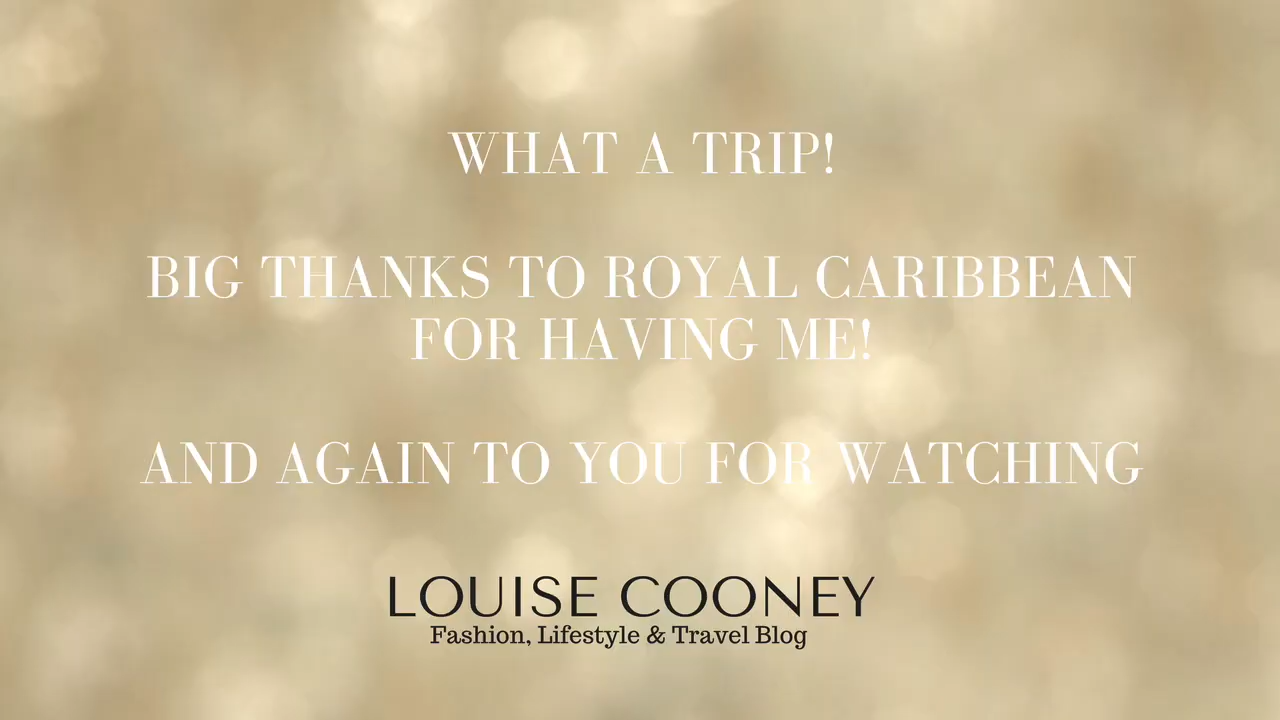 WHAT A TRIP!
BIG THANKS TO ROYAL CARIBBEAN
FOR HAVING ME!
AND AGAIN TO YOU FOR WATCHING
LOUISE COONEY
Fashion, Lifestyle & Travel Blog